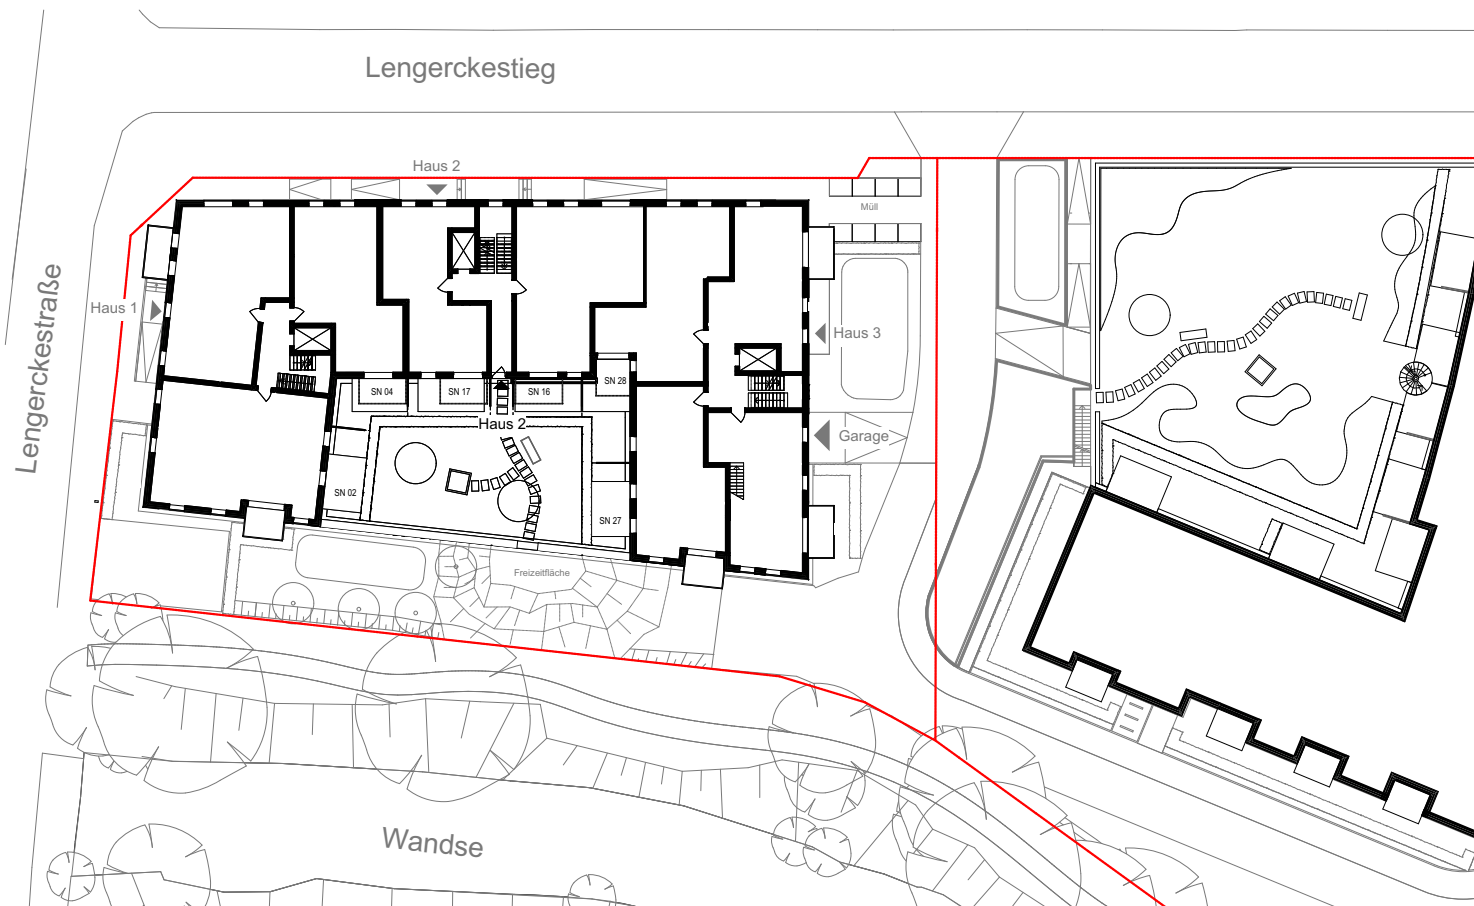 Lengerckestieg
Haus 2
Müll
Lengerckestraße
Haus 1
Haus 3
SN 04
SN 17
SN 16
SN 28
Haus 2
Garage
SN 02
SN 27
Freizeitfläche
Wandse